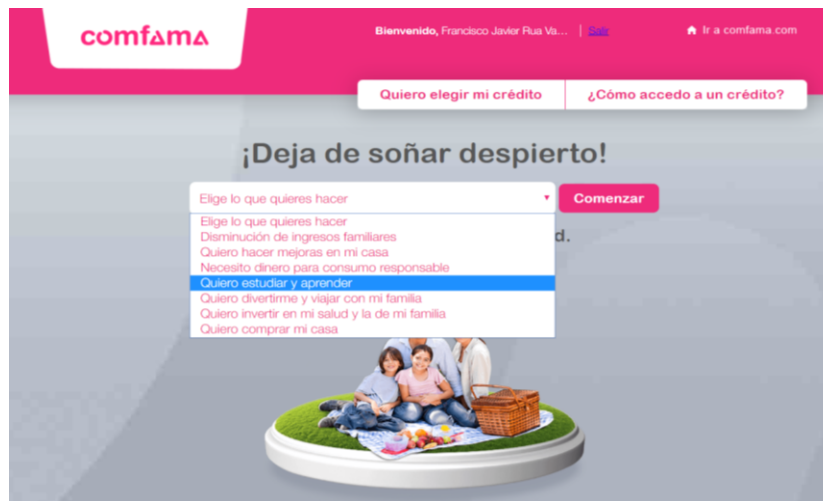 comfama
Bienvenido, Francisco Javier Rua Va... | Salir
Ir a comfama.com
Quiero elegir mi crédito
¿Cómo accedo a un crédito?
¡Deja de soñar despierto!
Elige lo que quieres hacer
Comenzar
Elige lo que quieres hacer
Disminución de ingresos familiares
d.
Quiero hacer mejoras en mi casa
Necesito dinero para consumo responsable
Quiero estudiar y aprender
Quiero divertirme y viajar con mi familia
Quiero invertir en mi salud y la de mi familia
Quiero comprar mi casa